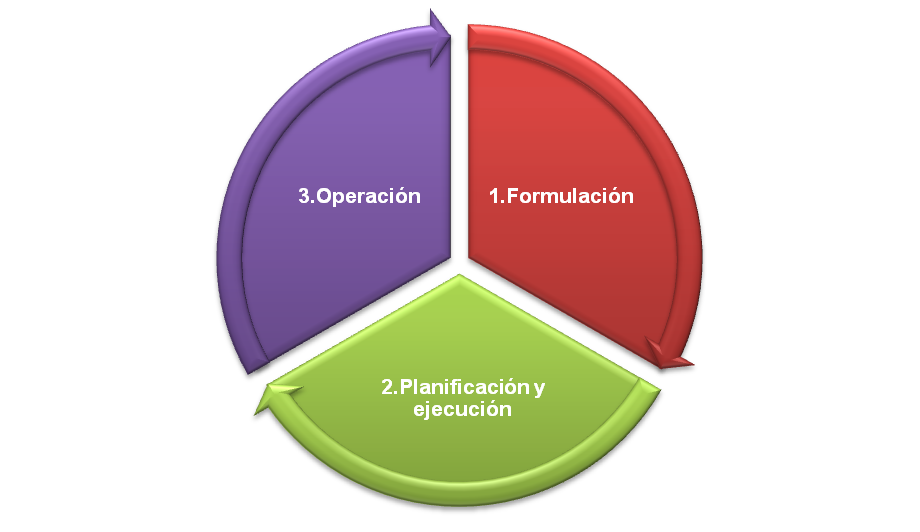 3.Operación
1.Formulación
2.Planificación y
ejecución